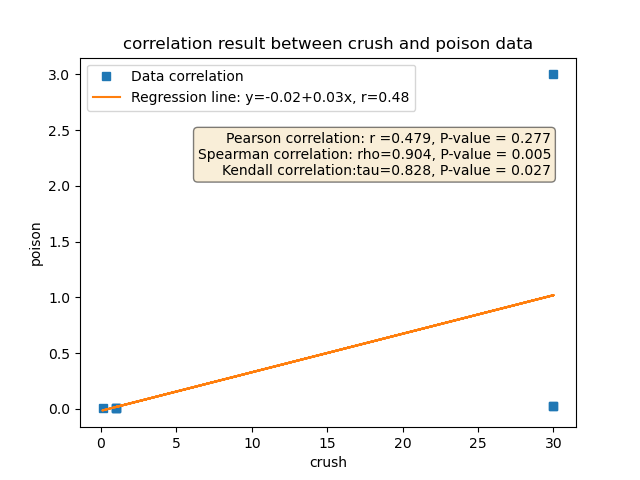 correlation result between crush and poison data
Data correlation
Regression line: y=-0.02+0.03x, r=0.48
Pearson correlation: r =0.479, P-value = 0.277
Spearman correlation: rho=0.904, P-value = 0.005
Kendall correlation:tau=0.828, P-value = 0.027
poison
3.0
2.5
2.0
1.5
1.0
0.5
0.0
0 5 10 15 20 25 30
crush